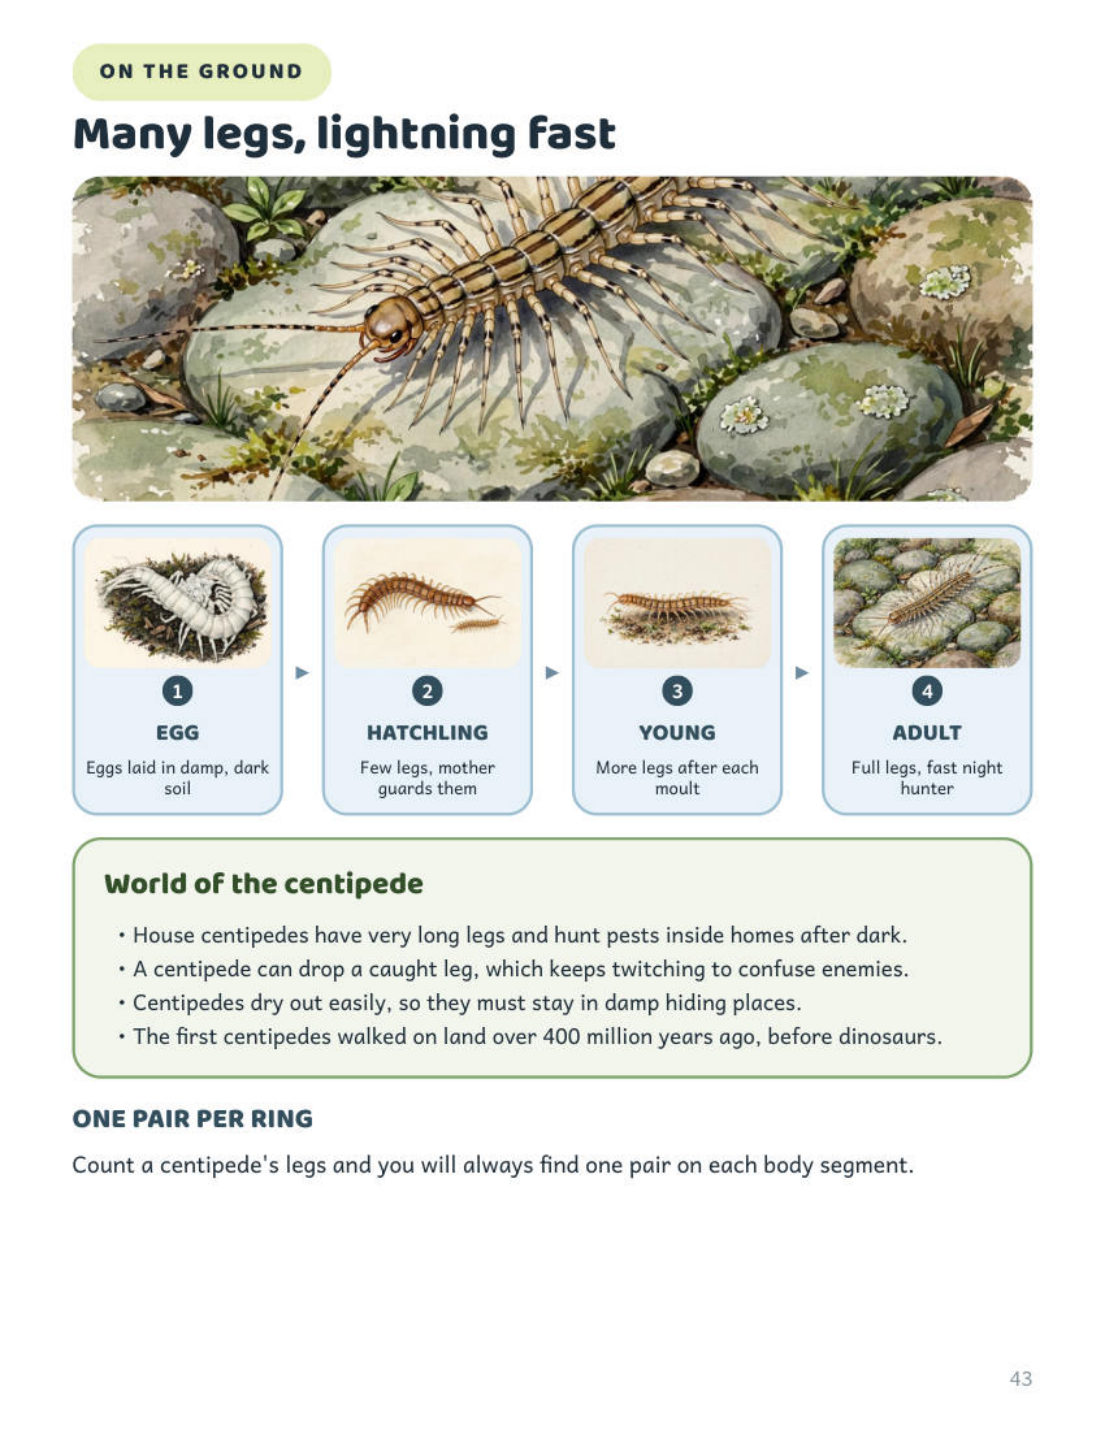 ON THE GROUND
Many legs, lightning fast
1
EGG
Eggs laid in damp, dark
soil
2
HATCHLING
Few legs, mother
guards them
3
YOUNG
More legs after each
moult
4
ADULT
Full legs, fast night
hunter
World of the centipede
• House centipedes have very long legs and hunt pests inside homes after dark.
• A centipede can drop a caught leg, which keeps twitching to confuse enemies.
• Centipedes dry out easily, so they must stay in damp hiding places.
• The first centipedes walked on land over 400 million years ago, before dinosaurs.
ONE PAIR PER RING
Count a centipede's legs and you will always find one pair on each body segment.
43